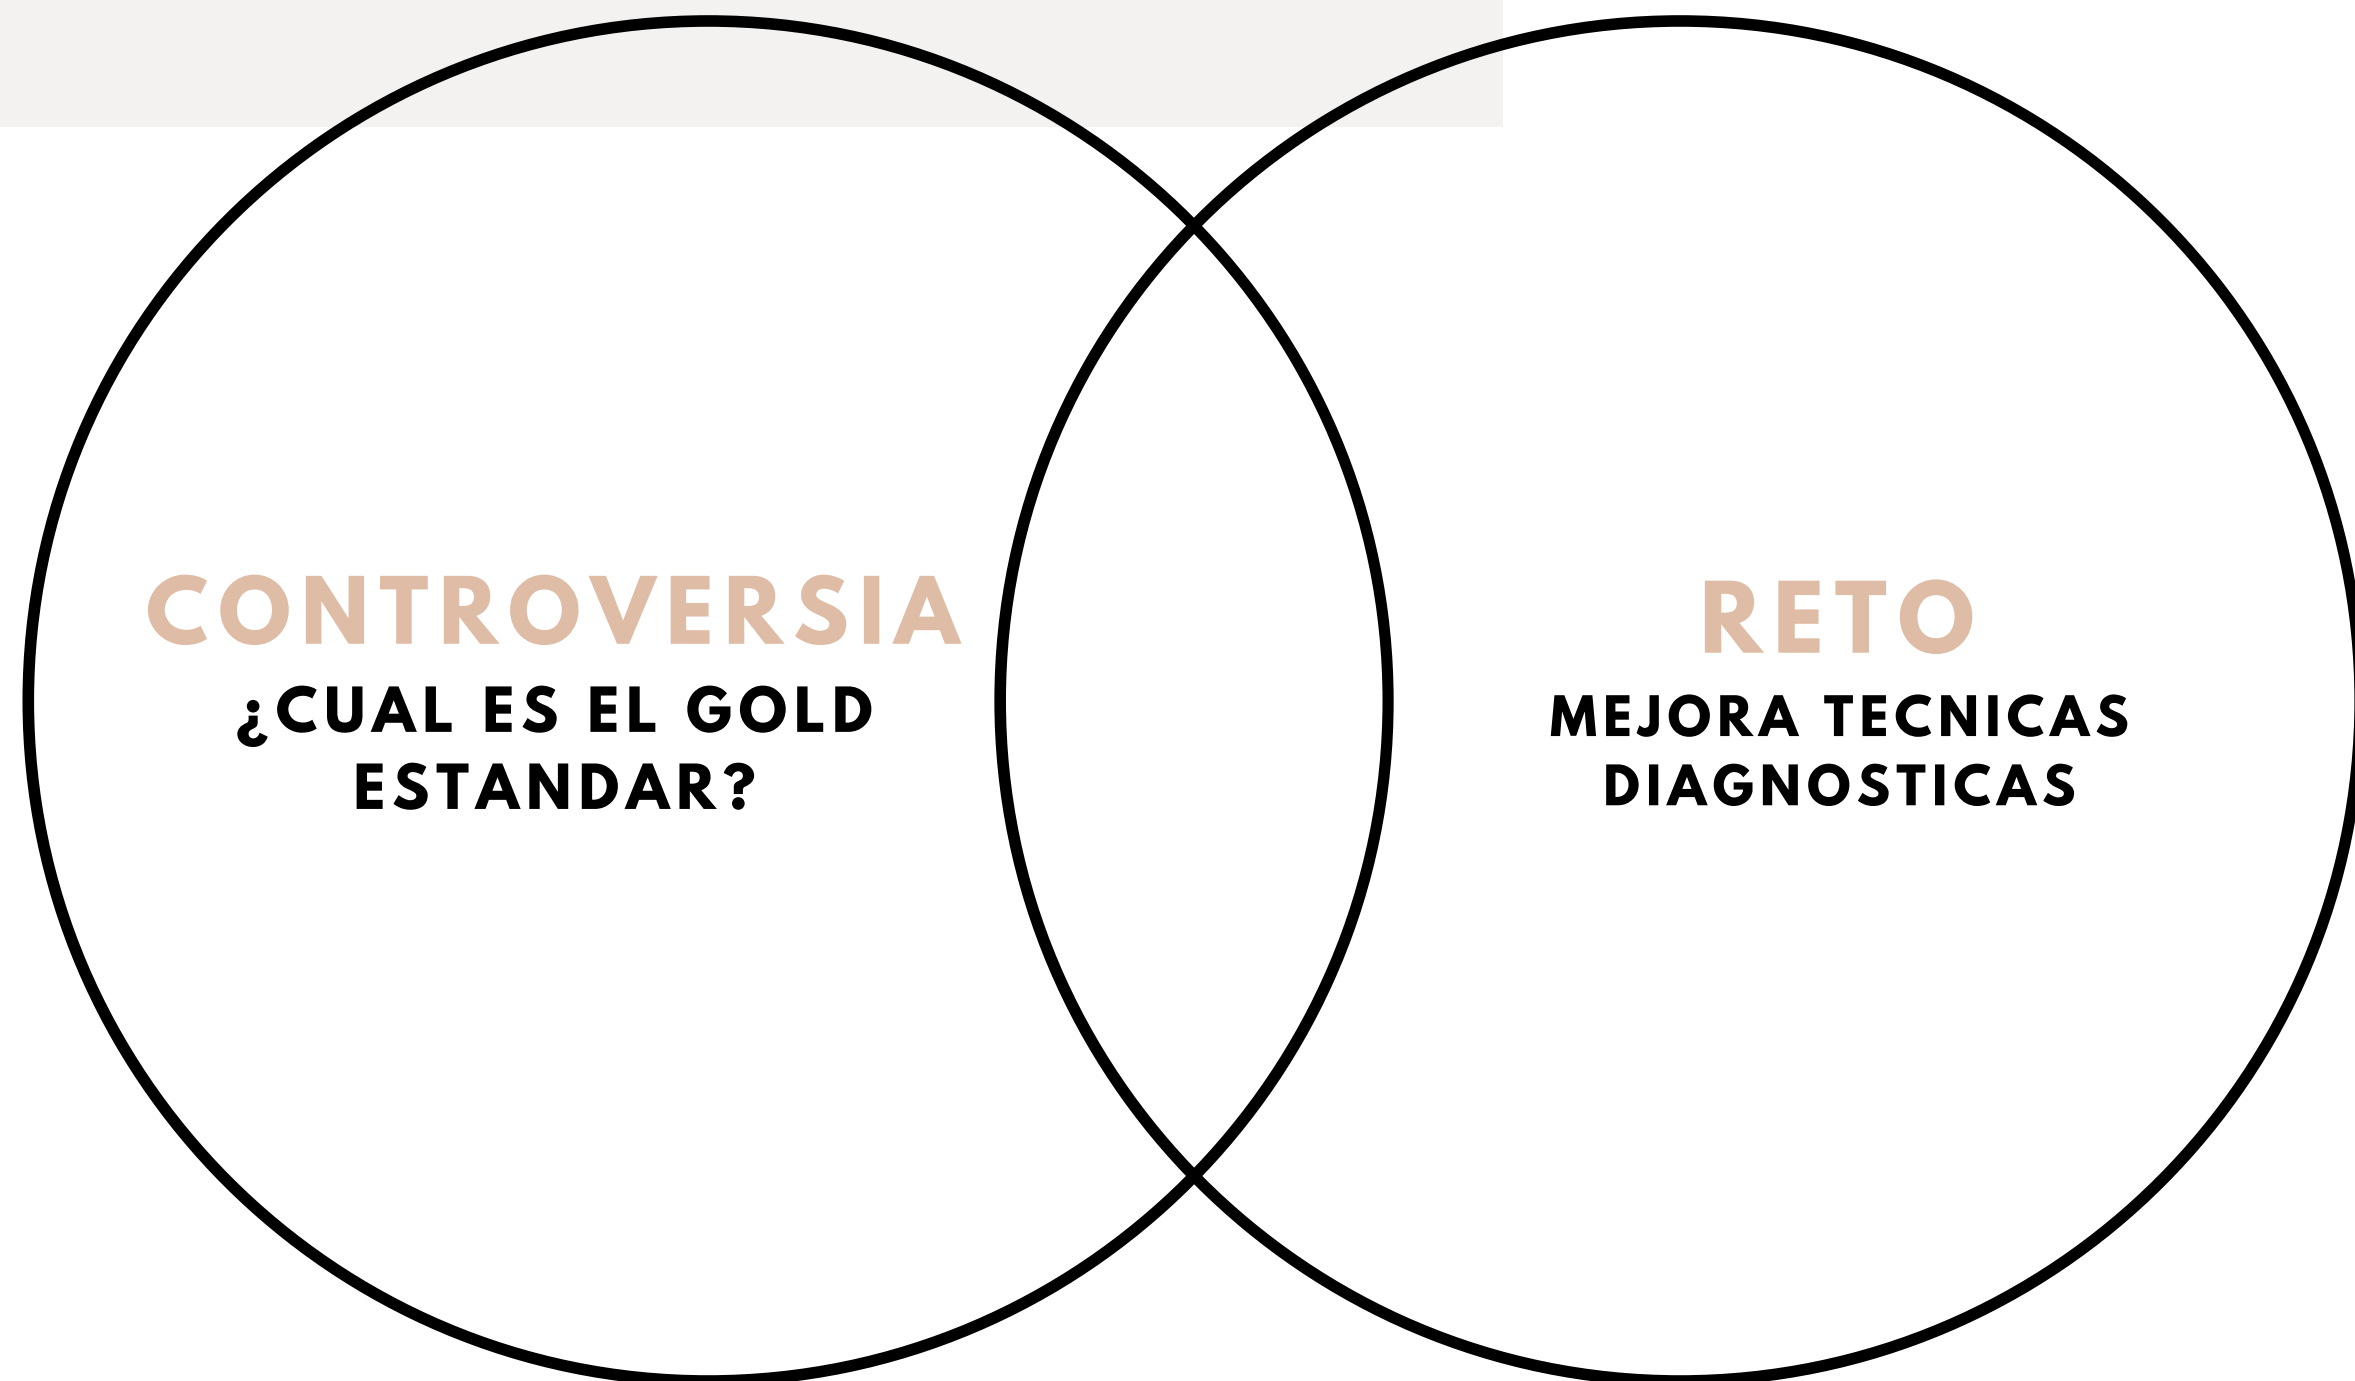 CONTROVERSIA
¿CUAL ES EL GOLD
ESTANDAR?
RETO
MEJORA TECNICAS
DIAGNOSTICAS